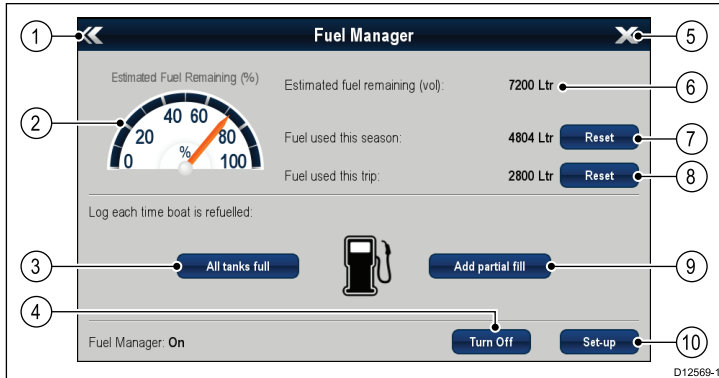 Fuel Manager
1
5
Estimated Fuel Remaining (%)
0
20
40
60
80
100
%
2
Estimated fuel remaining (vol): 7200 Ltr
6
Fuel used this season: 4804 Ltr Reset
7
Fuel used this trip: 2800 Ltr Reset
8
Log each time boat is refuelled:
3
All tanks full
Add partial fill
9
4
Fuel Manager: On
Turn Off
Set-up
10
D12569-1